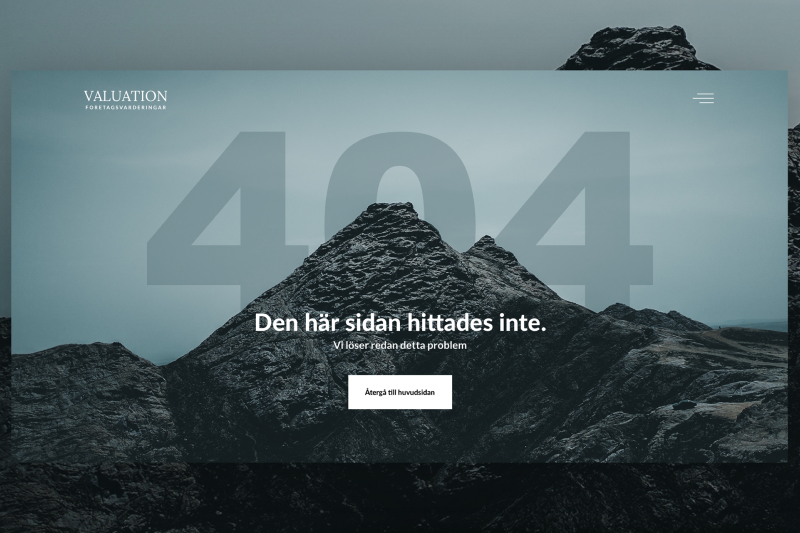 VALUATION
FÖRETAGSVÄRDERINGAR
404
Den här sidan hittades inte.
Vi löser redan detta problem
Återgå till huvudsidan